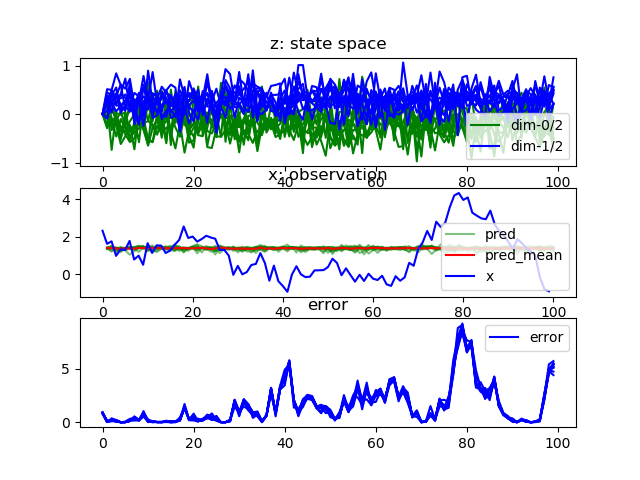 z: state space
1
0
−1
dim-0/2
dim-1/2
0 20 40 60 80 100
x: observation
4
2
0
pred
pred_mean
x
0 20 40 60 80 100
error
5
0
error
0 20 40 60 80 100